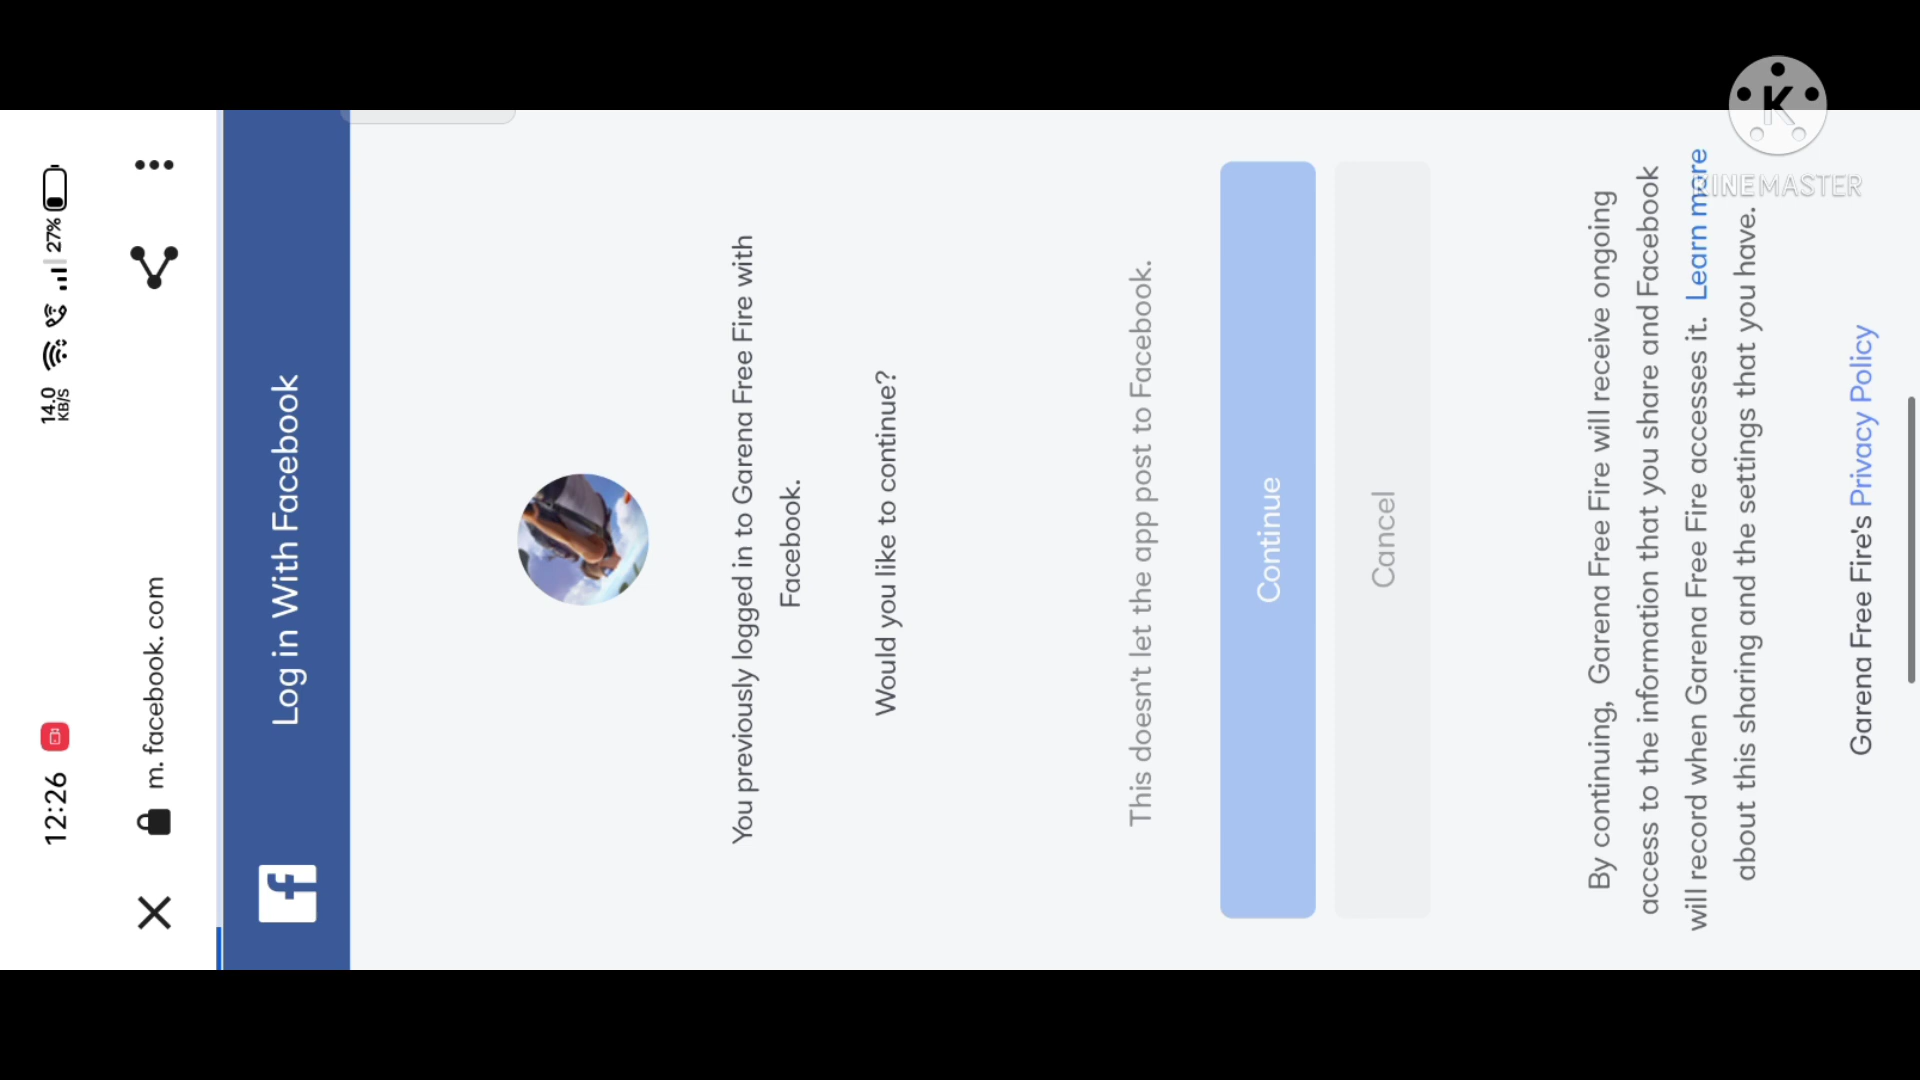 12:26
14.0
KB/S
27%
m.facebook.com
Log in With Facebook
You previously logged in to Garena Free Fire with
Facebook.
Would you like to continue?
This doesn't let the app post to Facebook.
Continue
Cancel
By continuing, Garena Free Fire will receive ongoing
access to the information that you share and Facebook
will record when Garena Free Fire accesses it. Learn more
about this sharing and the settings that you have.
Garena Free Fire's Privacy Policy
K
KINEMASTER